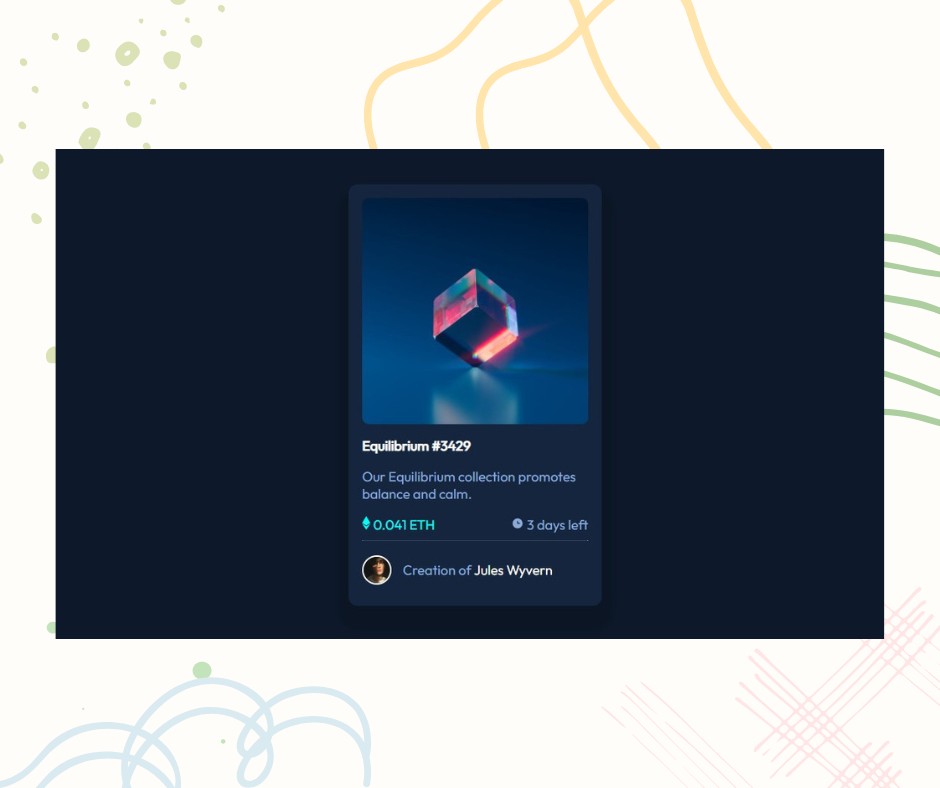 Equilibrium #3429
Our Equilibrium collection promotes
balance and calm.
0.041 ETH
3 days left
Creation of Jules Wyvern